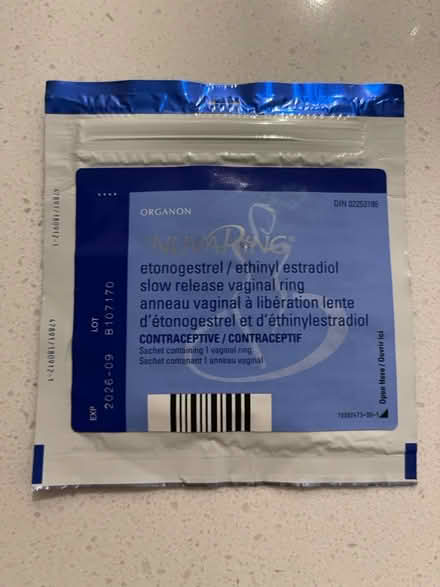 ORGANON
DIN 02253186
NUVARING®
etonogestrel / ethinyl estradiol
slow release vaginal ring
anneau vaginal à libération lente
d'étonogestrel et d'éthinylestradiol
CONTRACEPTIVE / CONTRACEPTIF
Sachet containing 1 vaginal ring
Sachet contenant 1 anneau vaginal
Open Here / Ouvrir ici
LOT B107170
EXP 2026-09